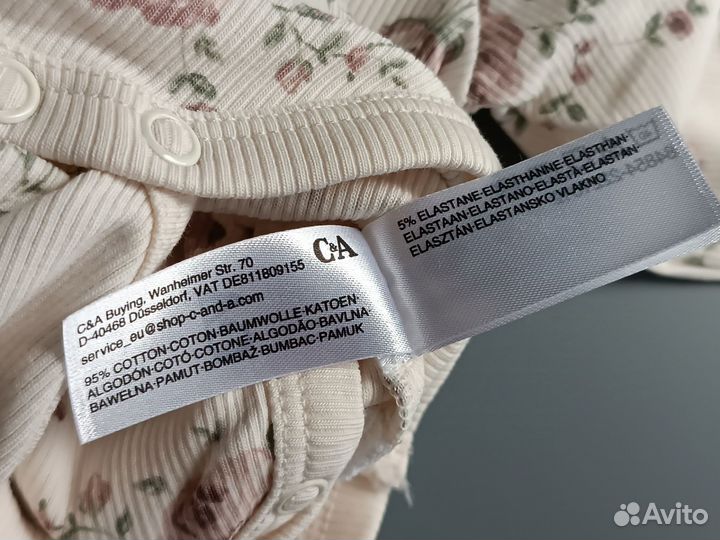 C&A
C&A Buying, Wanheimer Str. 70
D-40468 Düsseldorf, VAT DE811809155
service_eu@shop-c-and-a.com
95% COTTON·COTON·BAUMWOLLE·KATOEN·
ALGODÓN·COTÓ·COTONE·ALGODÃO·BAVLNA·
BAWEŁNA·PAMUT·BOMBAŽ·BUMBAC·PAMUK
5% ELASTANE·ELASTHANNE·ELASTHAN·
ELASTAAN·ELASTANO·ELASTÀ·ELASTAN·
ELASZTÁN·ELASTANSKO VLAKNO
Avito